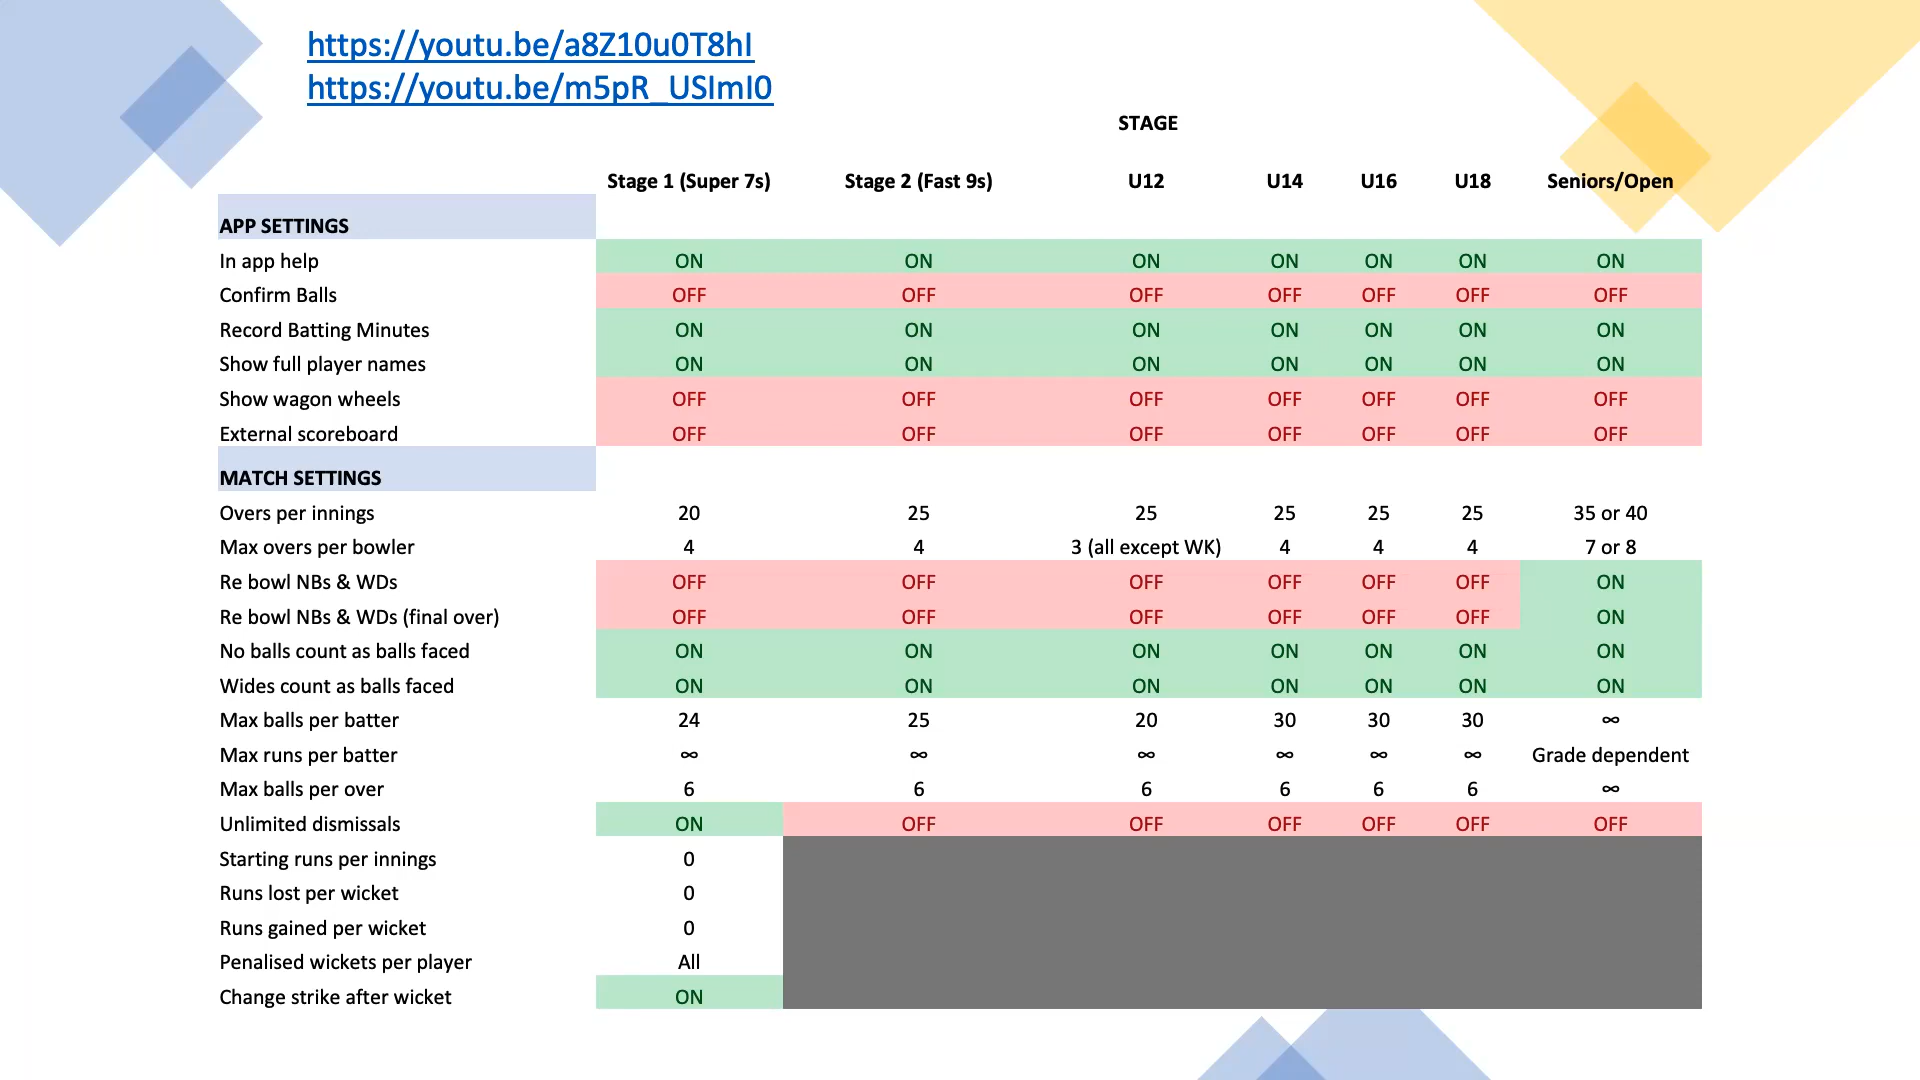 https://youtu.be/a8Z10u0T8hI
https://youtu.be/m5pR_USImI0
STAGE
Stage 1 (Super 7s) Stage 2 (Fast 9s) U12 U14 U16 U18 Seniors/Open
APP SETTINGS
In app help ON ON ON ON ON ON ON
Confirm Balls OFF OFF OFF OFF OFF OFF OFF
Record Batting Minutes ON ON ON ON ON ON ON
Show full player names ON ON ON ON ON ON ON
Show wagon wheels OFF OFF OFF OFF OFF OFF OFF
External scoreboard OFF OFF OFF OFF OFF OFF OFF
MATCH SETTINGS
Overs per innings 20 25 25 25 25 25 35 or 40
Max overs per bowler 4 4 3 (all except WK) 4 4 4 7 or 8
Re bowl NBs & WDs OFF OFF OFF OFF OFF OFF ON
Re bowl NBs & WDs (final over) OFF OFF OFF OFF OFF OFF ON
No balls count as balls faced ON ON ON ON ON ON ON
Wides count as balls faced ON ON ON ON ON ON ON
Max balls per batter 24 25 20 30 30 30 ∞
Max runs per batter ∞ ∞ ∞ ∞ ∞ ∞ Grade dependent
Max balls per over 6 6 6 6 6 6 ∞
Unlimited dismissals ON OFF OFF OFF OFF OFF OFF
Starting runs per innings 0
Runs lost per wicket 0
Runs gained per wicket 0
Penalised wickets per player All
Change strike after wicket ON